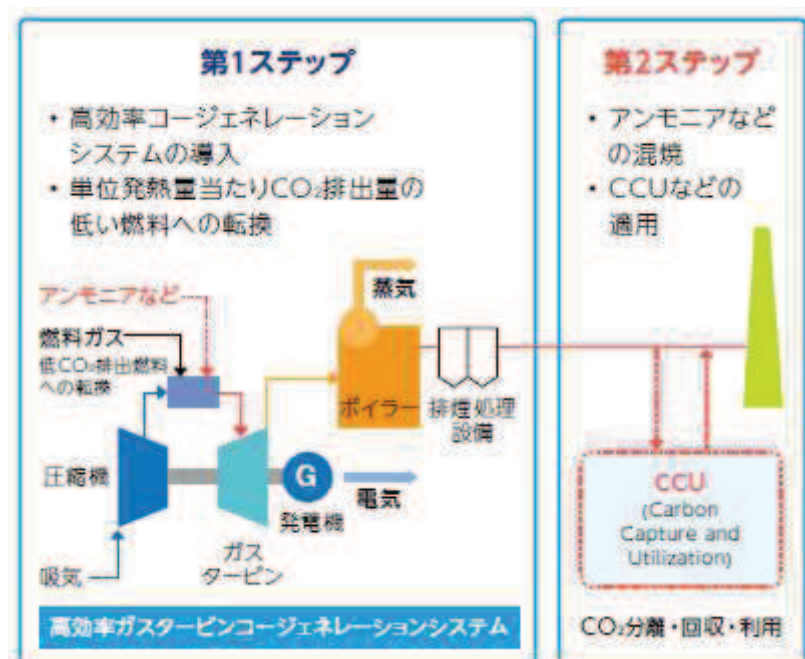 第1ステップ
• 高効率コージェネレーション
システムの導入
• 単位発熱量当たりCO₂排出量の
低い燃料への転換
アンモニアなど
燃料ガス
低CO₂排出燃料
への転換
圧縮機
吸気
ガス
タービン
G
発電機
電気
蒸気
ボイラー
排煙処理
設備
高効率ガスタービンコージェネレーションシステム
第2ステップ
• アンモニアなど
の混焼
• CCUなどの
適用
CCU
(Carbon
Capture and
Utilization)
CO₂分離・回収・利用